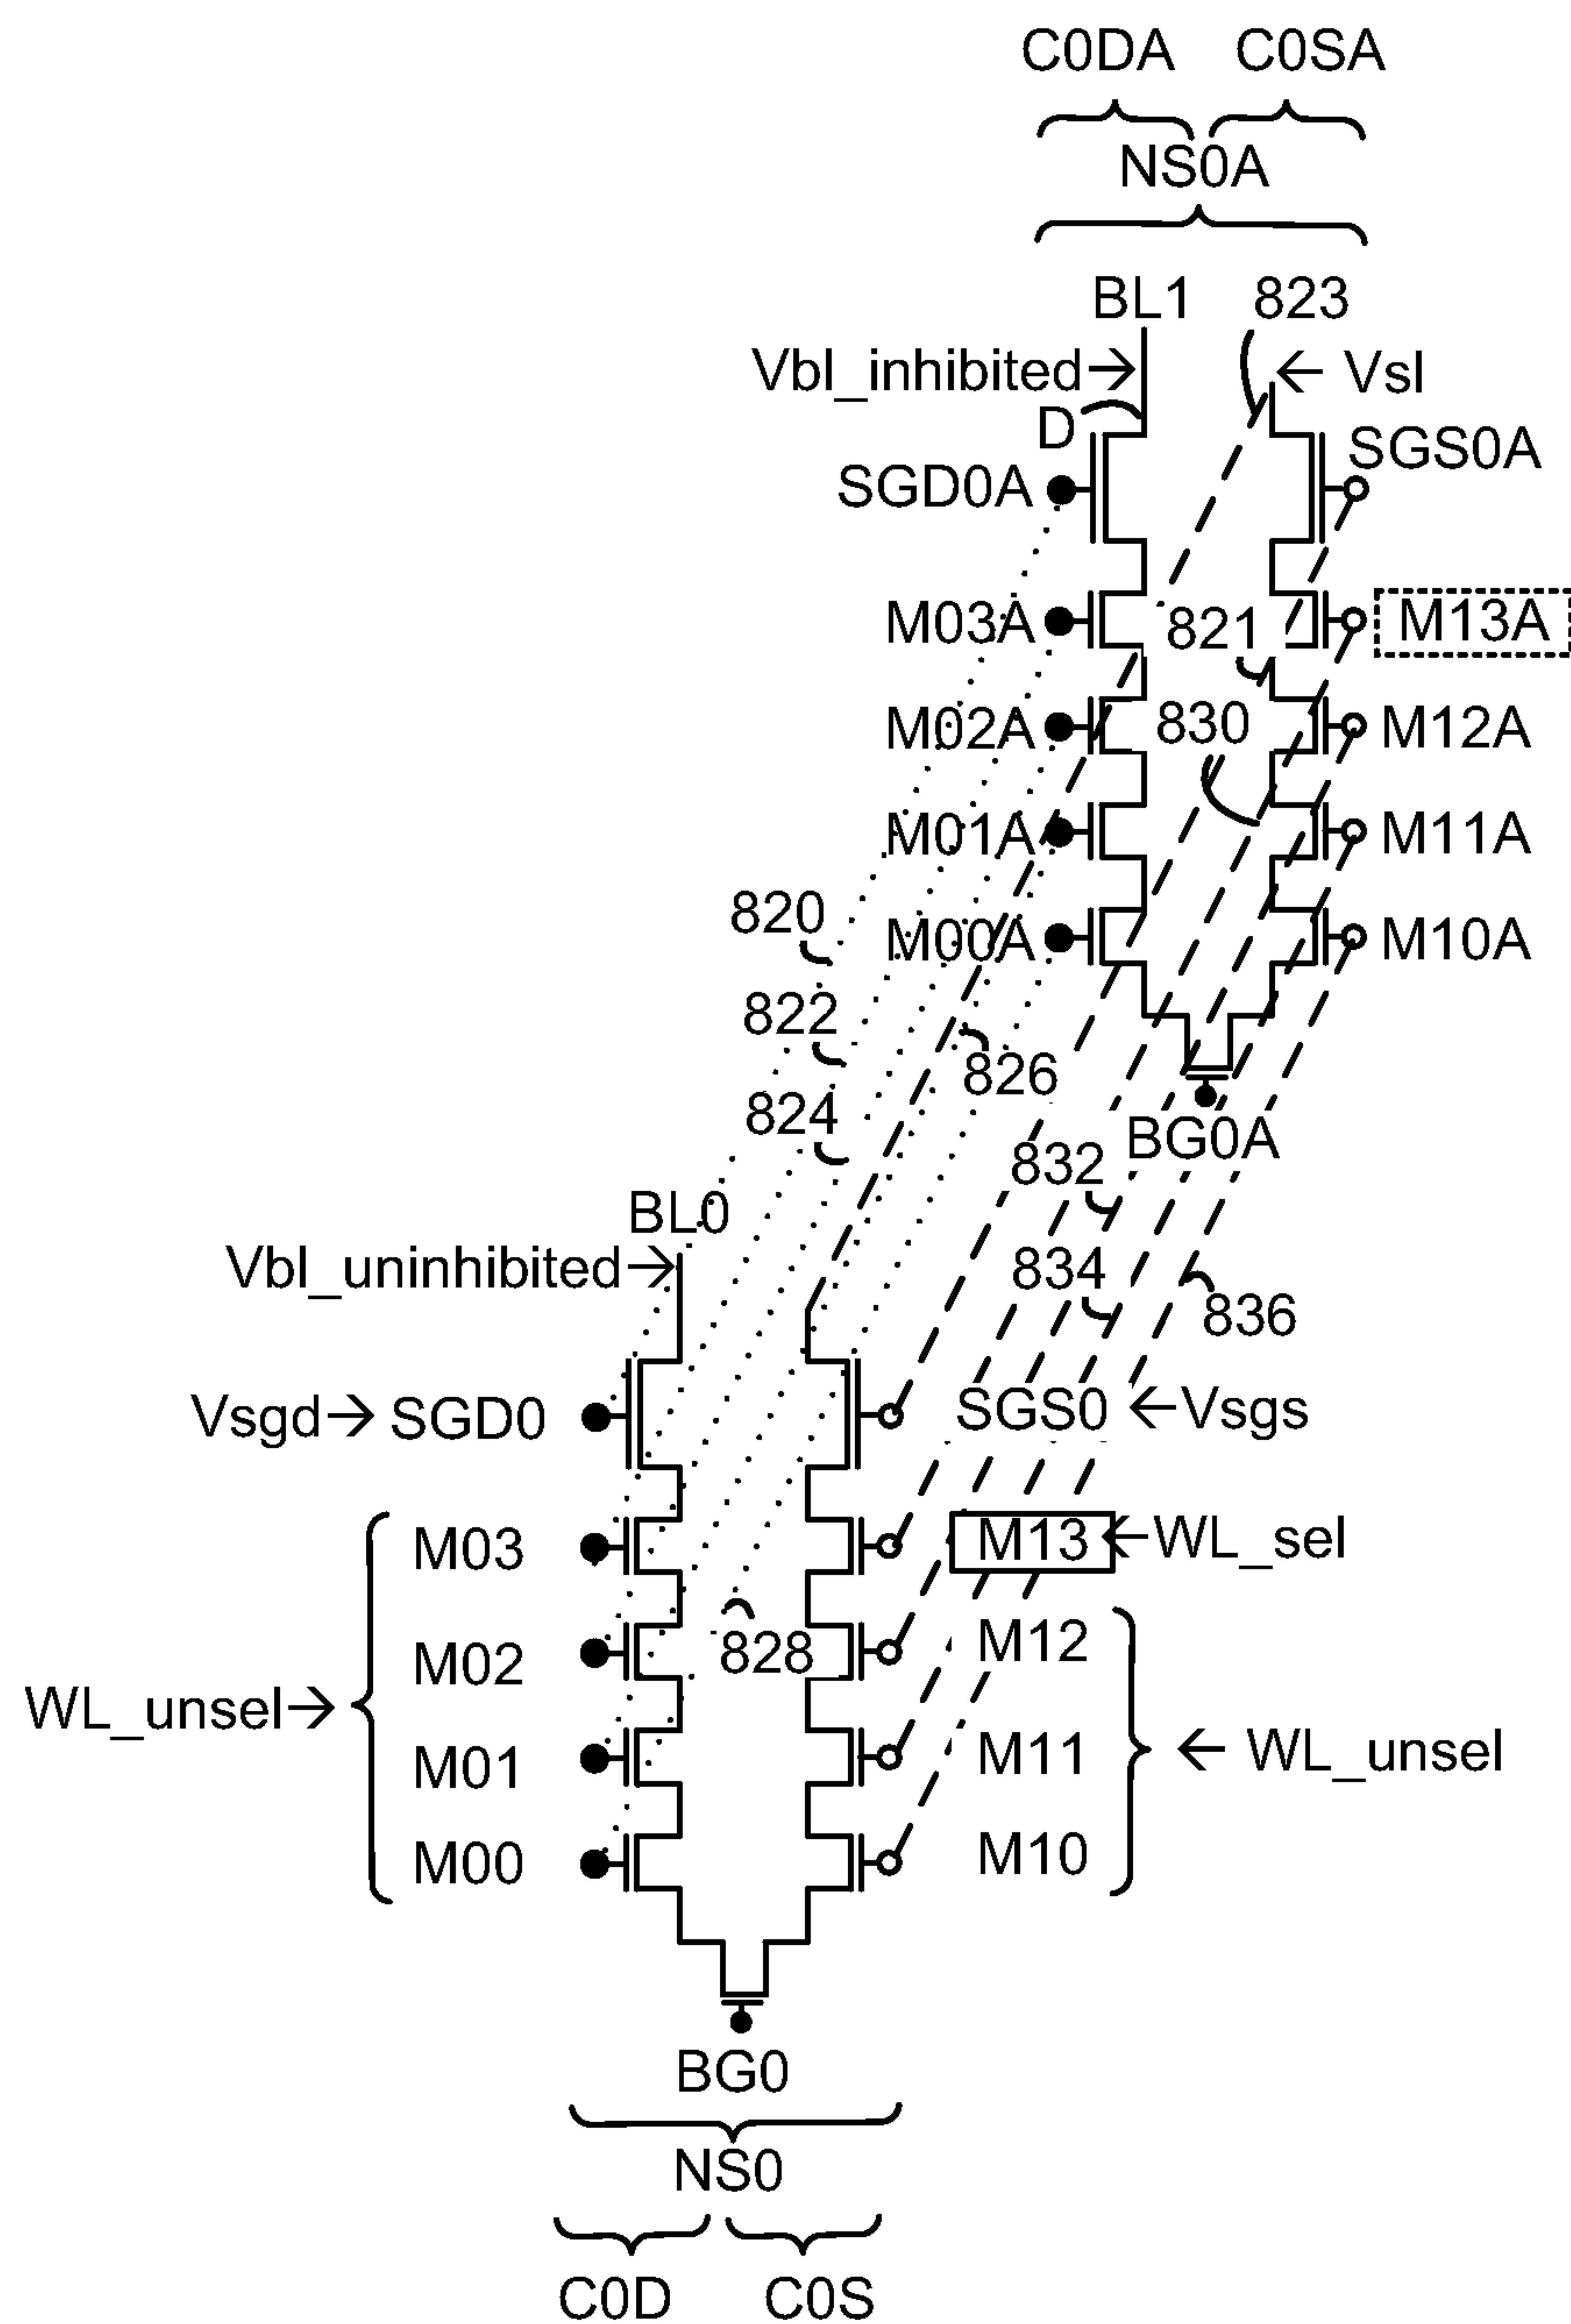 C0DA C0SA
NS0A
BL1 823
Vbl_inhibited Vsl
D
SGD0A SGS0A
M03A 821 M13A
M02A 830 M12A
M01A M11A
820 M00A M10A
822
826
824
BG0A
832
BL0
Vbl_uninhibited 834
836
Vsgd SGD0 SGS0 Vsgs
M03 M13 WL_sel
M02 828 M12
WL_unsel
M01 M11 WL_unsel
M00 M10
BG0
NS0
C0D C0S